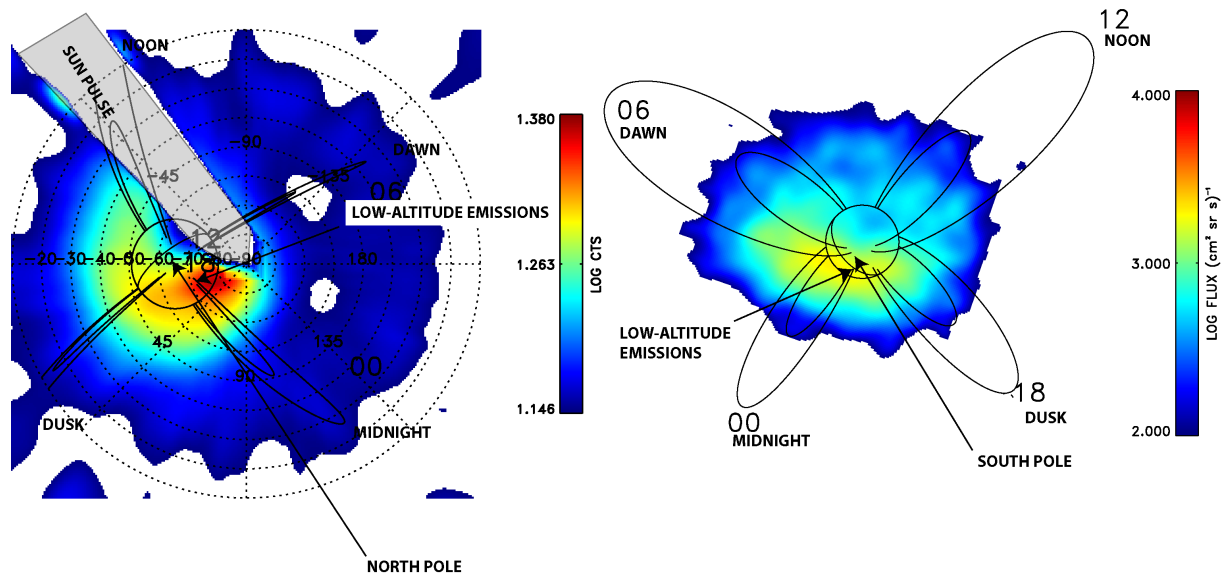 NOON
SUN PULSE
-90
DAWN
-45
-135
06
LOW-ALTITUDE EMISSIONS
12
-20
-30
-40
-50
-60
-70
-90
180
45
135
00
90
DUSK
MIDNIGHT
NORTH POLE
1.380
1.263
1.146
LOG CTS
12
NOON
06
DAWN
LOW-ALTITUDE
EMISSIONS
00
MIDNIGHT
18
DUSK
SOUTH POLE
4.000
3.000
2.000
LOG FLUX (cm² sr s)⁻¹